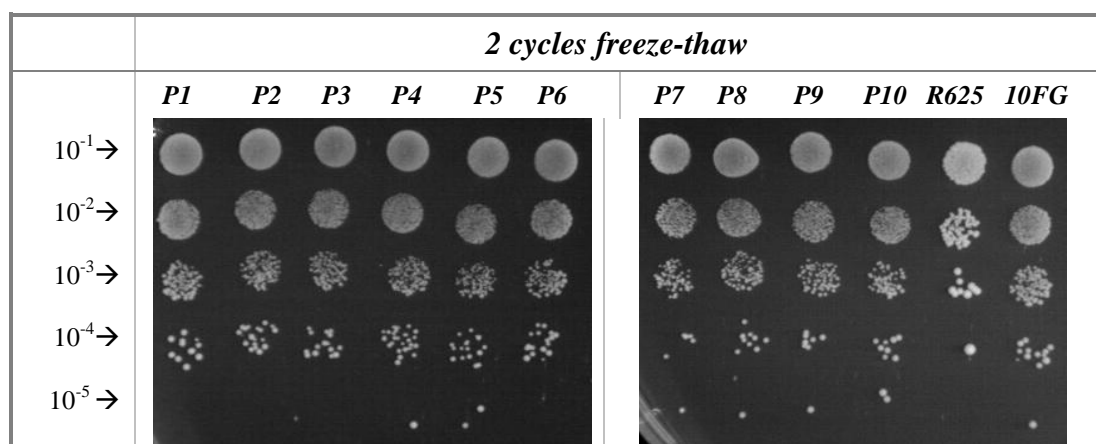 2 cycles freeze-thaw
P1 P2 P3 P4 P5 P6 P7 P8 P9 P10 R625 10FG
10⁻¹→
10⁻²→
10⁻³→
10⁻⁴→
10⁻⁵→